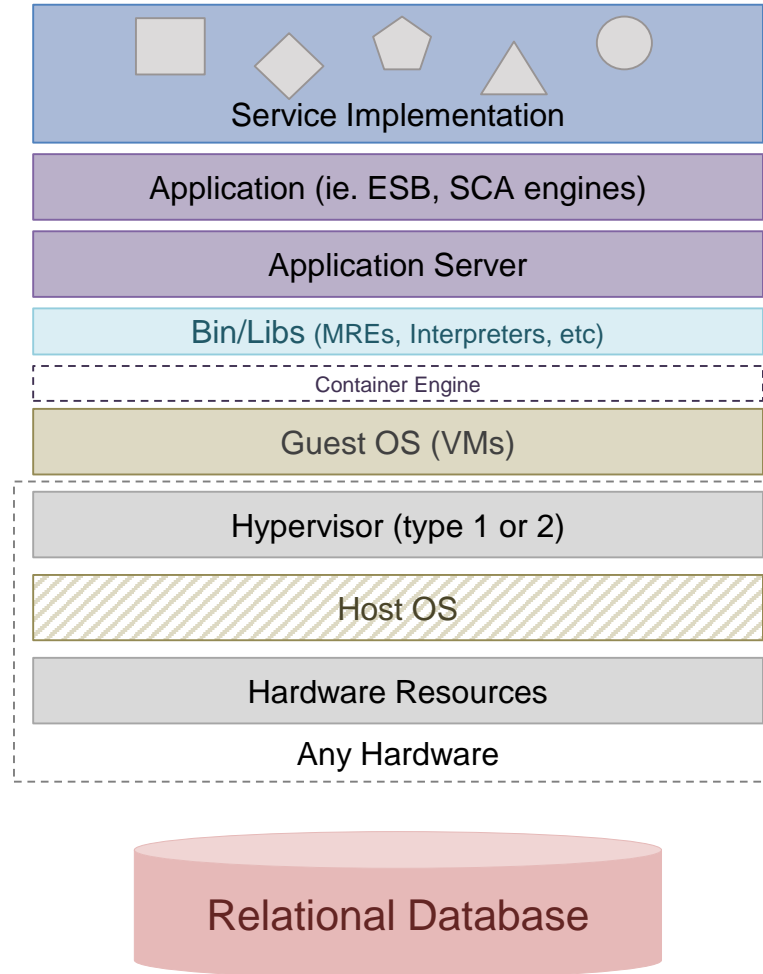 Service Implementation
Application (ie. ESB, SCA engines)
Application Server
Bin/Libs (MREs, Interpreters, etc)
Container Engine
Guest OS (VMs)
Hypervisor (type 1 or 2)
Host OS
Hardware Resources
Any Hardware
Relational Database